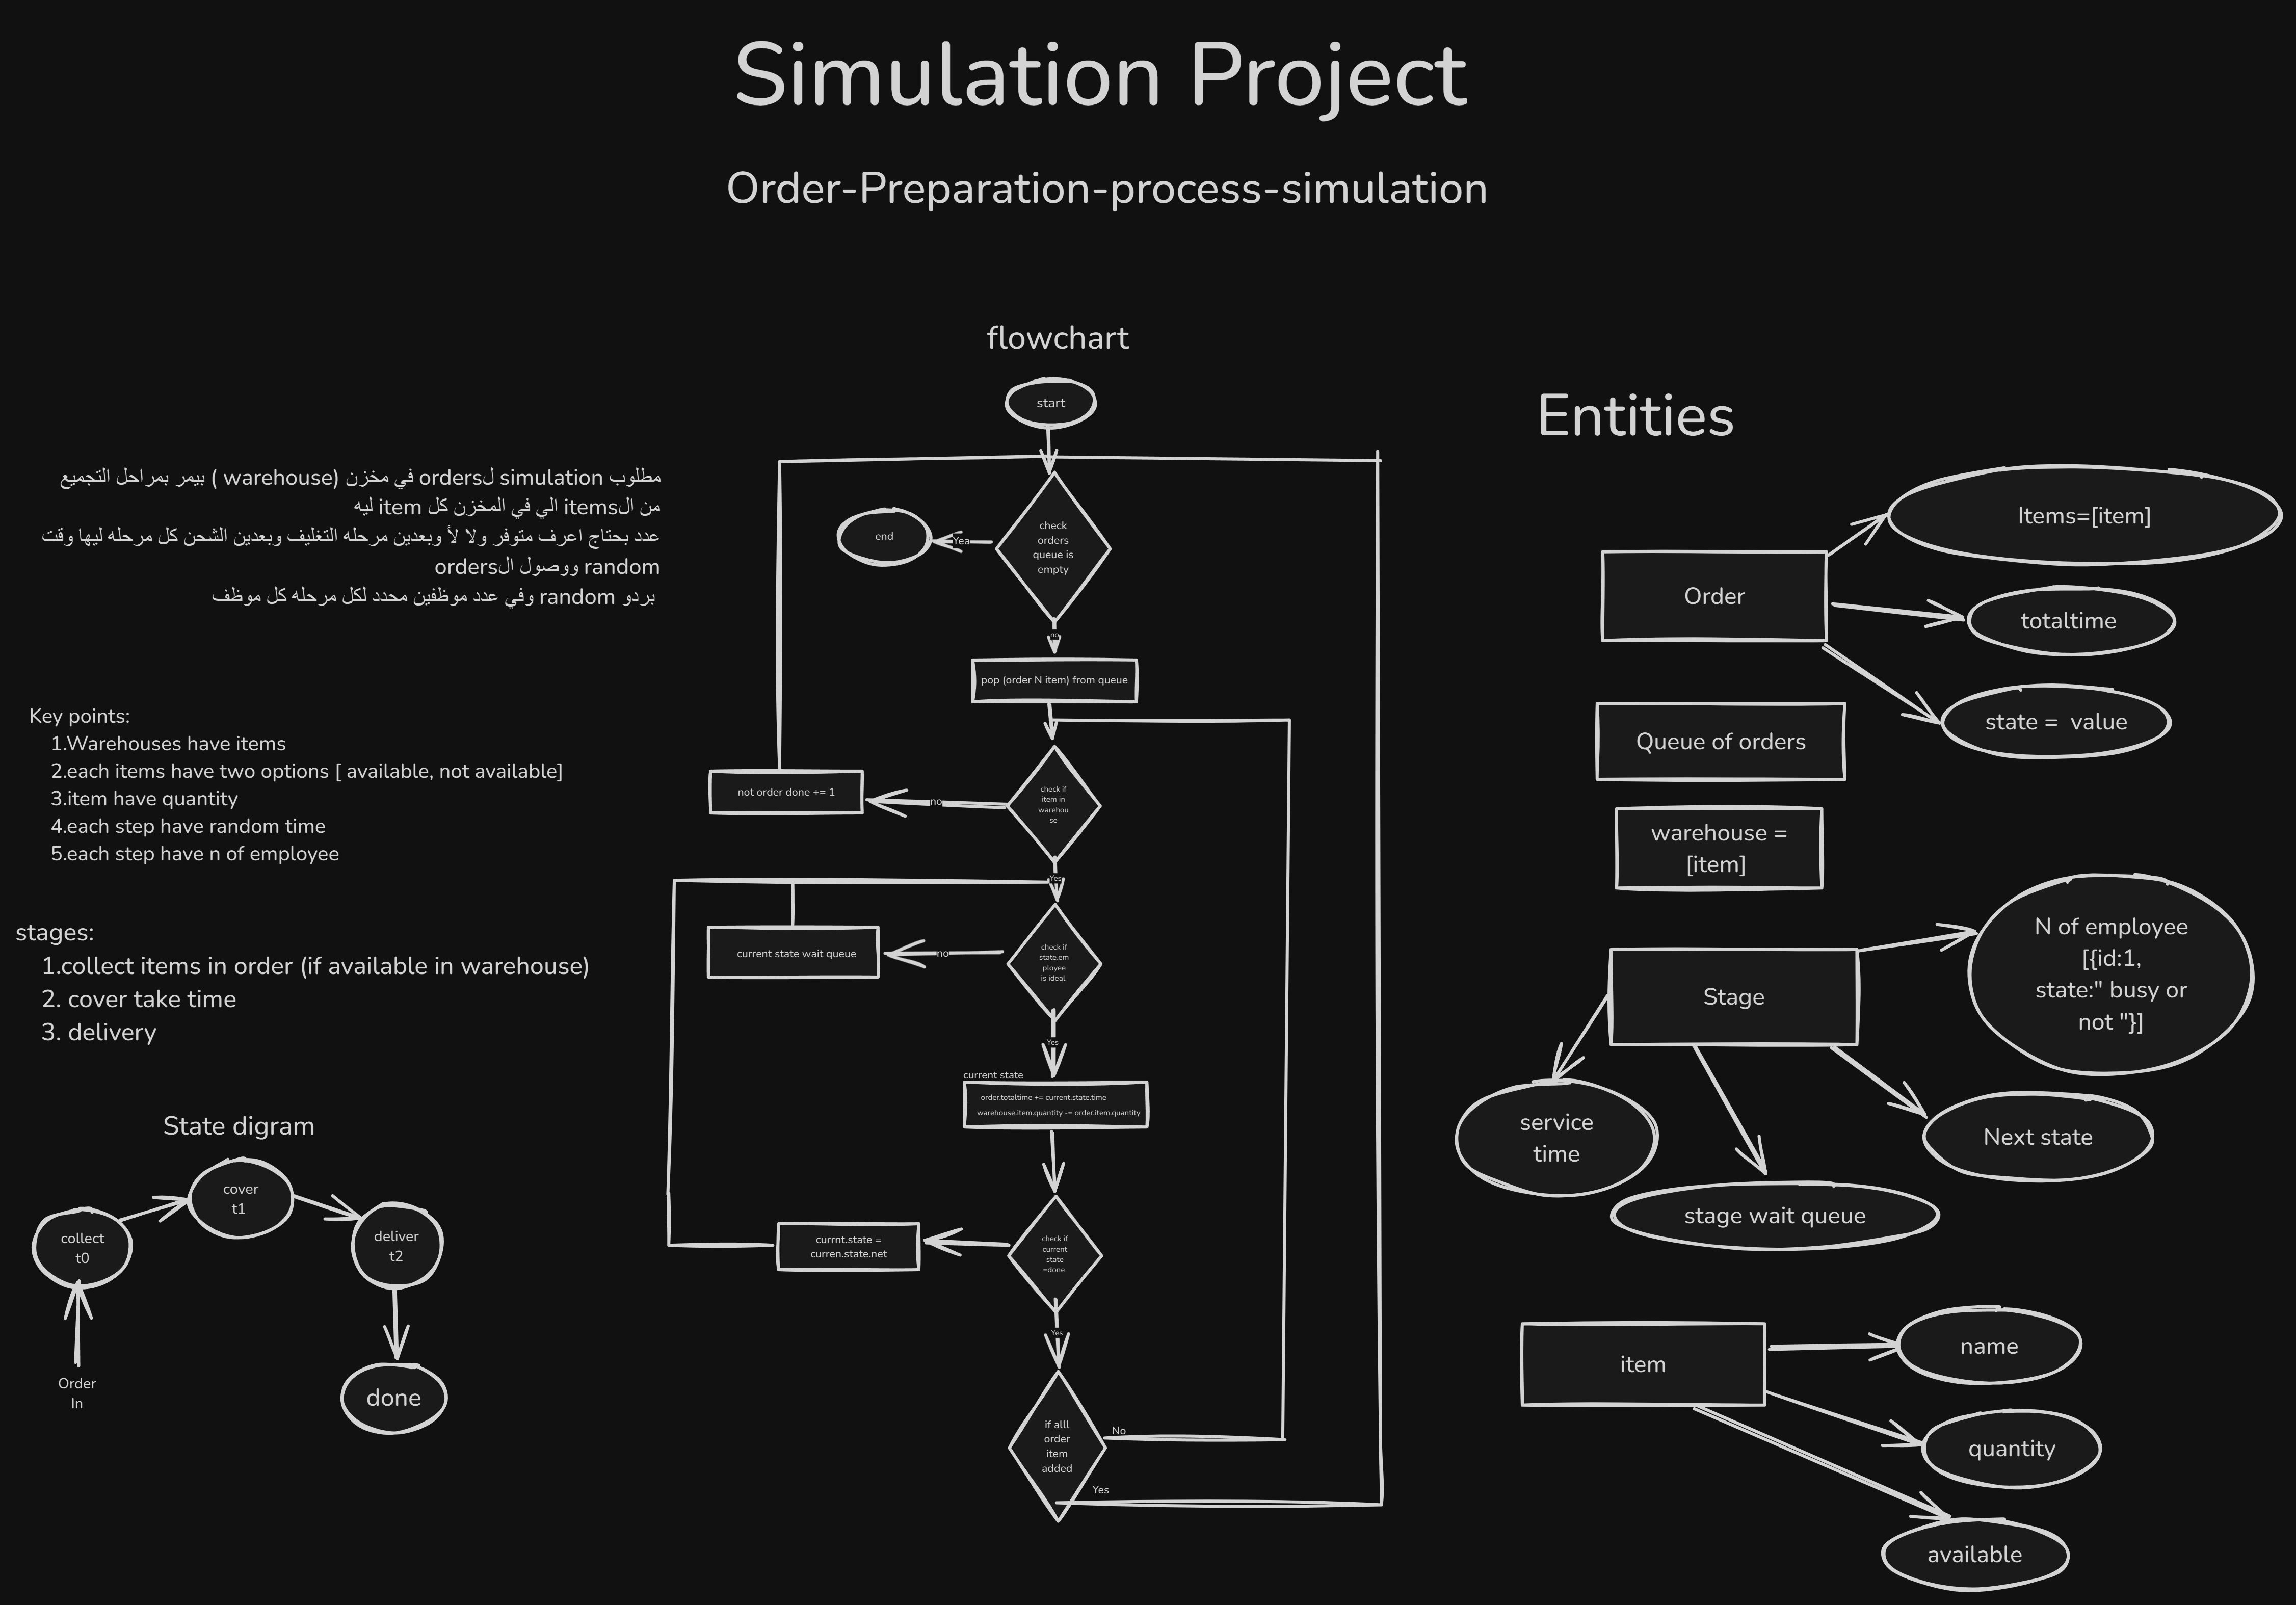 Simulation Project
Order-Preparation-process-simulation
مطلوب simulation لorders في مخزن (warehouse ) بيمر بمراحل التجميع
من الitems الي في المخزن كل item ليه
عدد بحتاج اعرف متوفر ولا لأ وبعدين مرحله التغليف وبعدين الشحن كل مرحله ليها وقت
random ووصول الorders
بردو random وفي عدد موظفين محدد لكل مرحله كل موظف
Key points:
1.Warehouses have items
2.each items have two options [ available, not available]
3.item have quantity
4.each step have random time
5.each step have n of employee
stages:
1.collect items in order (if available in warehouse)
2. cover take time
3. delivery
State digram
cover
t1
collect
t0
deliver
t2
Order
In
done
flowchart
start
check
orders
queue is
empty
Yea
end
no
pop (order N item) from queue
check if
item in
warehou
se
no
not order done += 1
Yes
check if
state.em
ployee
is ideal
no
current state wait queue
Yes
current state
order.totaltime += current.state.time
warehouse.item.quantity -= order.item.quantity
check if
current
state
=done
currnt.state =
curren.state.net
Yes
if alll
order
item
added
No
Yes
Entities
Order
Items=[item]
totaltime
state =  value
Queue of orders
warehouse =
[item]
Stage
N of employee
[{id:1,
state:" busy or
not "}]
service
time
Next state
stage wait queue
item
name
quantity
available